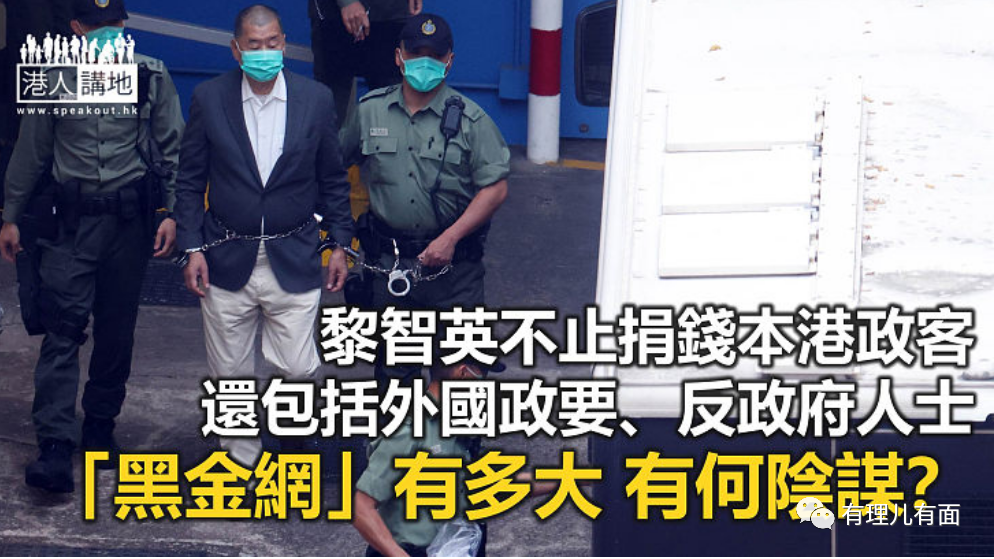 港人講地
www.speakout.hk
黎智英不止捐錢本港政客
還包括外國政要、反政府人士
「黑金網」有多大 有何陰謀?
有理儿有面